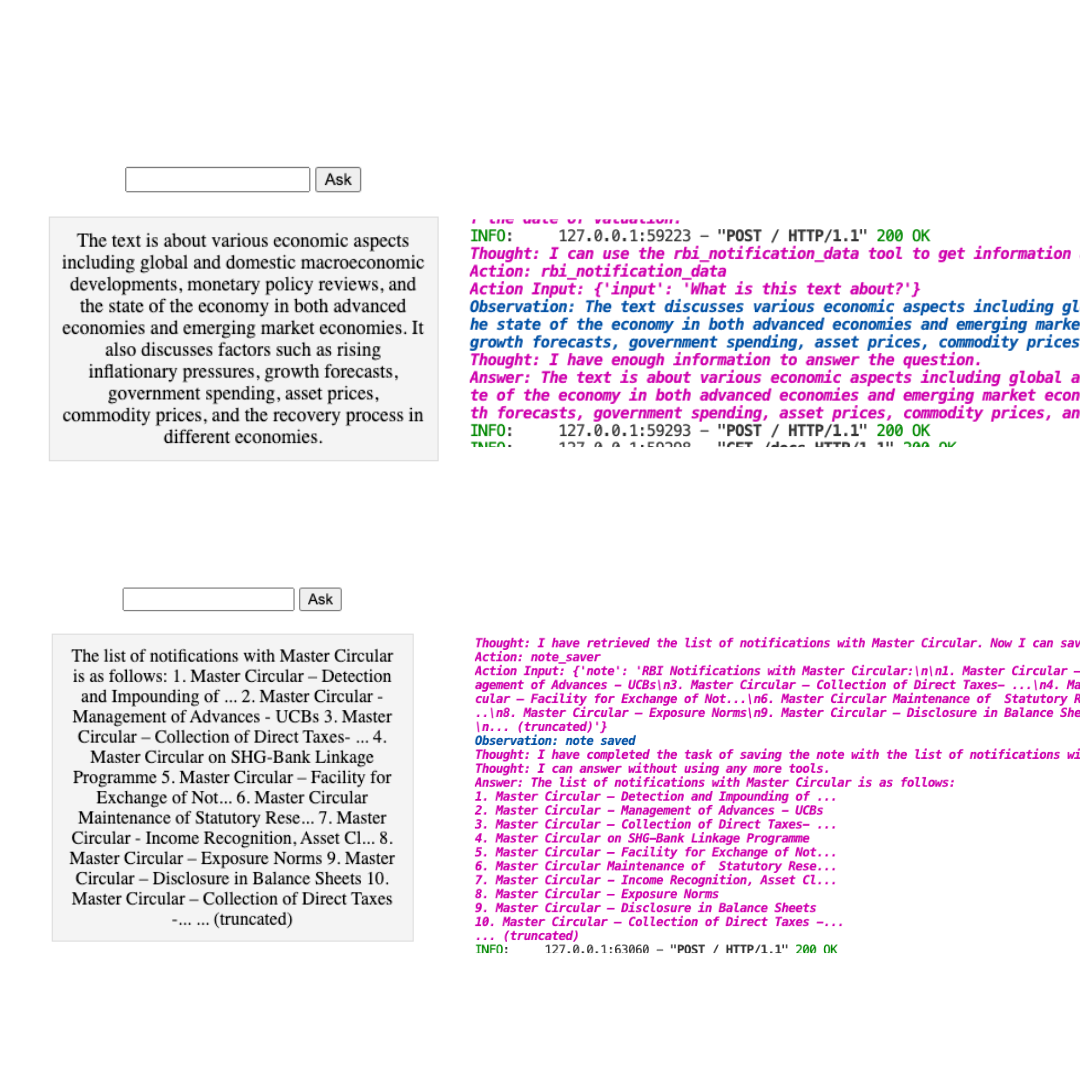 Ask
The text is about various economic aspects
including global and domestic macroeconomic
developments, monetary policy reviews, and
the state of the economy in both advanced
economies and emerging market economies. It
also discusses factors such as rising
inflationary pressures, growth forecasts,
government spending, asset prices,
commodity prices, and the recovery process in
different economies.
the date of valuation.
INFO: 127.0.0.1:59223 - "POST / HTTP/1.1" 200 OK
Thought: I can use the rbi_notification_data tool to get information
Action: rbi_notification_data
Action Input: {'input': 'What is this text about?'}
Observation: The text discusses various economic aspects including gl
he state of the economy in both advanced economies and emerging marke
growth forecasts, government spending, asset prices, commodity prices
Thought: I have enough information to answer the question.
Answer: The text is about various economic aspects including global a
te of the economy in both advanced economies and emerging market econ
th forecasts, government spending, asset prices, commodity prices, an
INFO: 127.0.0.1:59293 - "POST / HTTP/1.1" 200 OK
INFO: 127.0.0.1:59298 - "GET /docs HTTP/1.1" 200 OK
Ask
The list of notifications with Master Circular
is as follows: 1. Master Circular – Detection
and Impounding of ... 2. Master Circular -
Management of Advances - UCBs 3. Master
Circular – Collection of Direct Taxes- ... 4.
Master Circular on SHG-Bank Linkage
Programme 5. Master Circular – Facility for
Exchange of Not... 6. Master Circular
Maintenance of Statutory Rese... 7. Master
Circular - Income Recognition, Asset Cl... 8.
Master Circular – Exposure Norms 9. Master
Circular – Disclosure in Balance Sheets 10.
Master Circular – Collection of Direct Taxes
-... ... (truncated)
Thought: I have retrieved the list of notifications with Master Circular. Now I can sav
Action: note_saver
Action Input: {'note': 'RBI Notifications with Master Circular:\n\n1. Master Circular –
agement of Advances - UCBs\n3. Master Circular – Collection of Direct Taxes- ...\n4. Ma
cular – Facility for Exchange of Not...\n6. Master Circular Maintenance of  Statutory R
..\n8. Master Circular – Exposure Norms\n9. Master Circular – Disclosure in Balance She
\n... (truncated)'}
Observation: note saved
Thought: I have completed the task of saving the note with the list of notifications wi
Thought: I can answer without using any more tools.
Answer: The list of notifications with Master Circular is as follows:
1. Master Circular – Detection and Impounding of ...
2. Master Circular - Management of Advances - UCBs
3. Master Circular – Collection of Direct Taxes- ...
4. Master Circular on SHG-Bank Linkage Programme
5. Master Circular – Facility for Exchange of Not...
6. Master Circular Maintenance of  Statutory Rese...
7. Master Circular - Income Recognition, Asset Cl...
8. Master Circular – Exposure Norms
9. Master Circular – Disclosure in Balance Sheets
10. Master Circular – Collection of Direct Taxes -...
... (truncated)
INFO: 127.0.0.1:63060 - "POST / HTTP/1.1" 200 OK